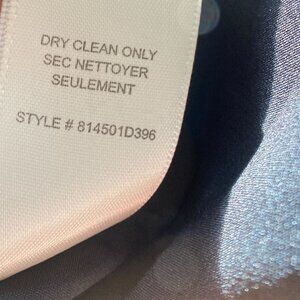 DRY CLEAN ONLY
SEC NETTOYER
SEULEMENT
STYLE # 814501D396